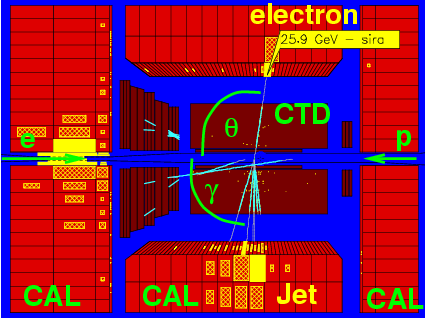 electron
25.9 GeV - sira
CTD
θ
e
p
γ
CAL
CAL
Jet
CAL